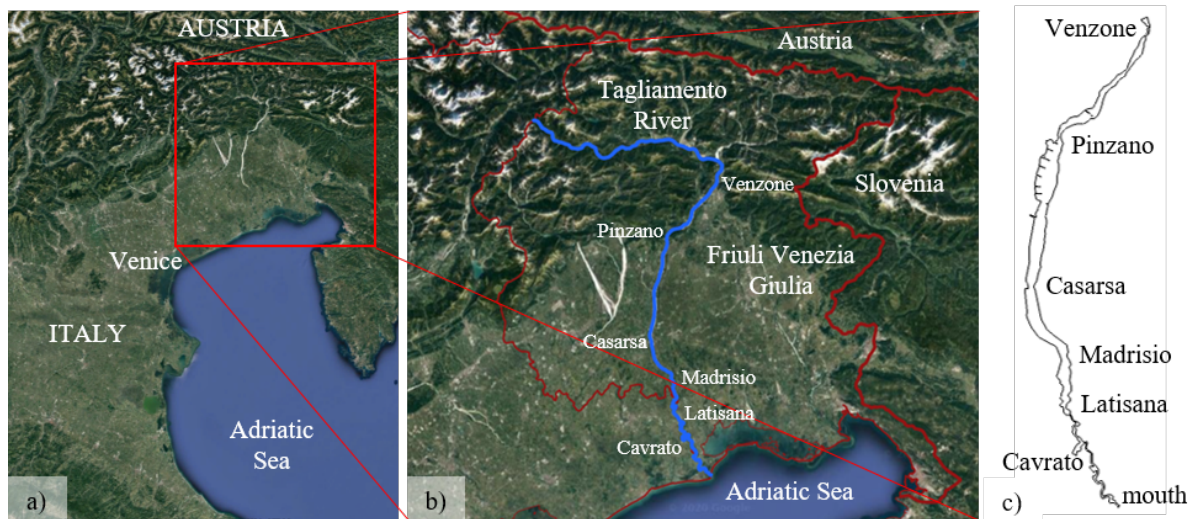 AUSTRIA
Venice
ITALY
Adriatic
Sea
a)
Austria
Tagliamento
River
Venzone
Slovenia
Pinzano
Friuli Venezia
Giulia
Casarsa
Madrisio
Latisana
Cavrato
Adriatic Sea
b)
Venzone
Pinzano
Casarsa
Madrisio
Latisana
Cavrato
mouth
c)